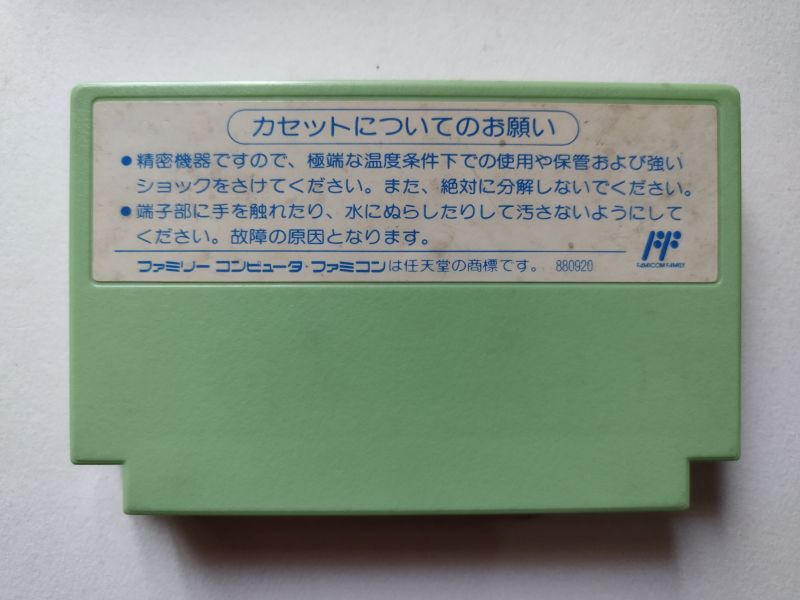 カセットについてのお願い
●精密機器ですので、極端な温度条件下での使用や保管および強い
ショックをさけてください。また、絶対に分解しないでください。
●端子部に手を触れたり、水にぬらしたりして汚さないようにして
ください。故障の原因となります。
FAMICOM FAMILY
ファミリー コンピュータ・ファミコンは任天堂の商標です。 880920